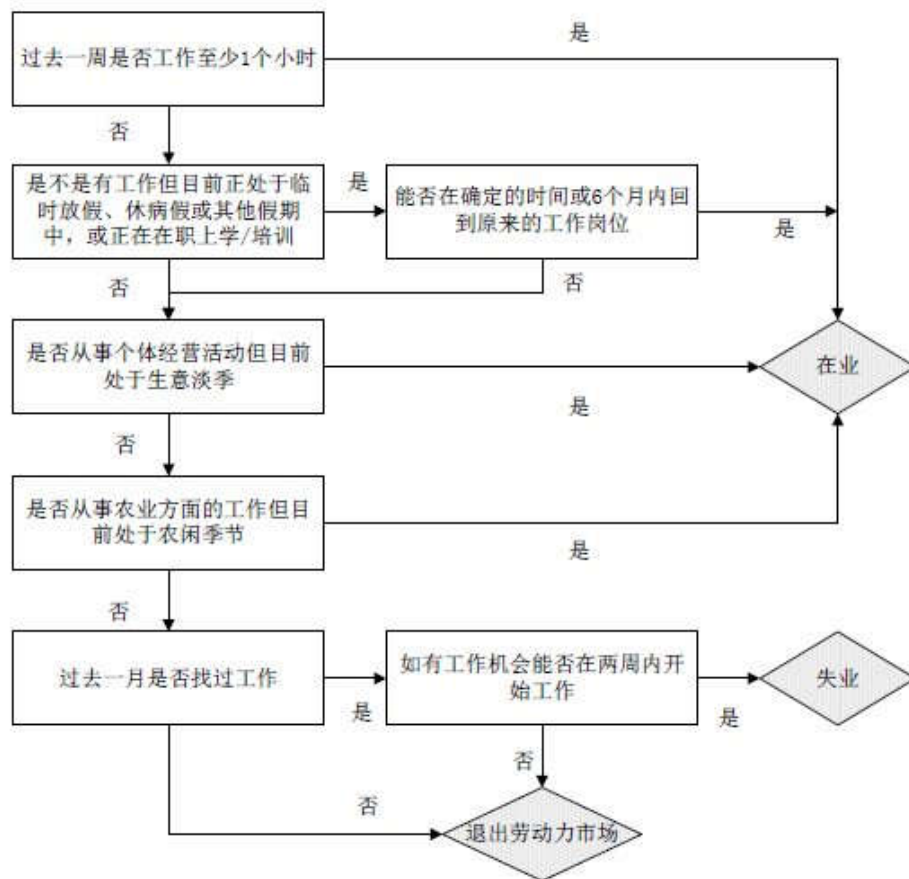 是
过去一周是否工作至少1个小时
否
是不是有工作但目前正处于临
时放假、休病假或其他假期
中，或正在在职上学/培训
是
能否在确定的时间或6个月内回
到原来的工作岗位
是
否
否
是否从事个体经营活动但目前
处于生意淡季
在业
是
否
是否从事农业方面的工作但目
前处于农闲季节
是
否
过去一月是否找过工作
是
如有工作机会能否在两周内开
始工作
是
失业
否
否
退出劳动力市场